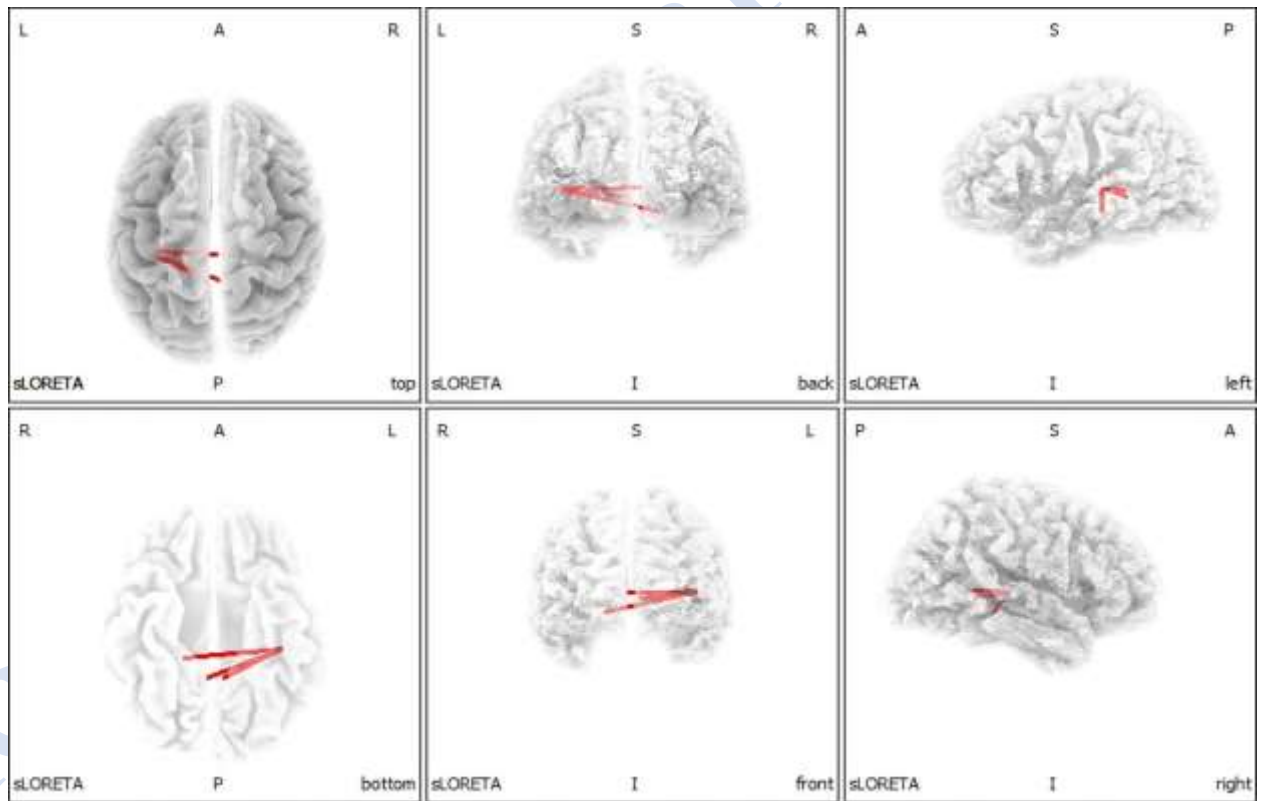 L A R
L S R
A S P
sLORETA P top
sLORETA I back
sLORETA I left
R A L
R S L
P S A
sLORETA P bottom
sLORETA I front
sLORETA I right